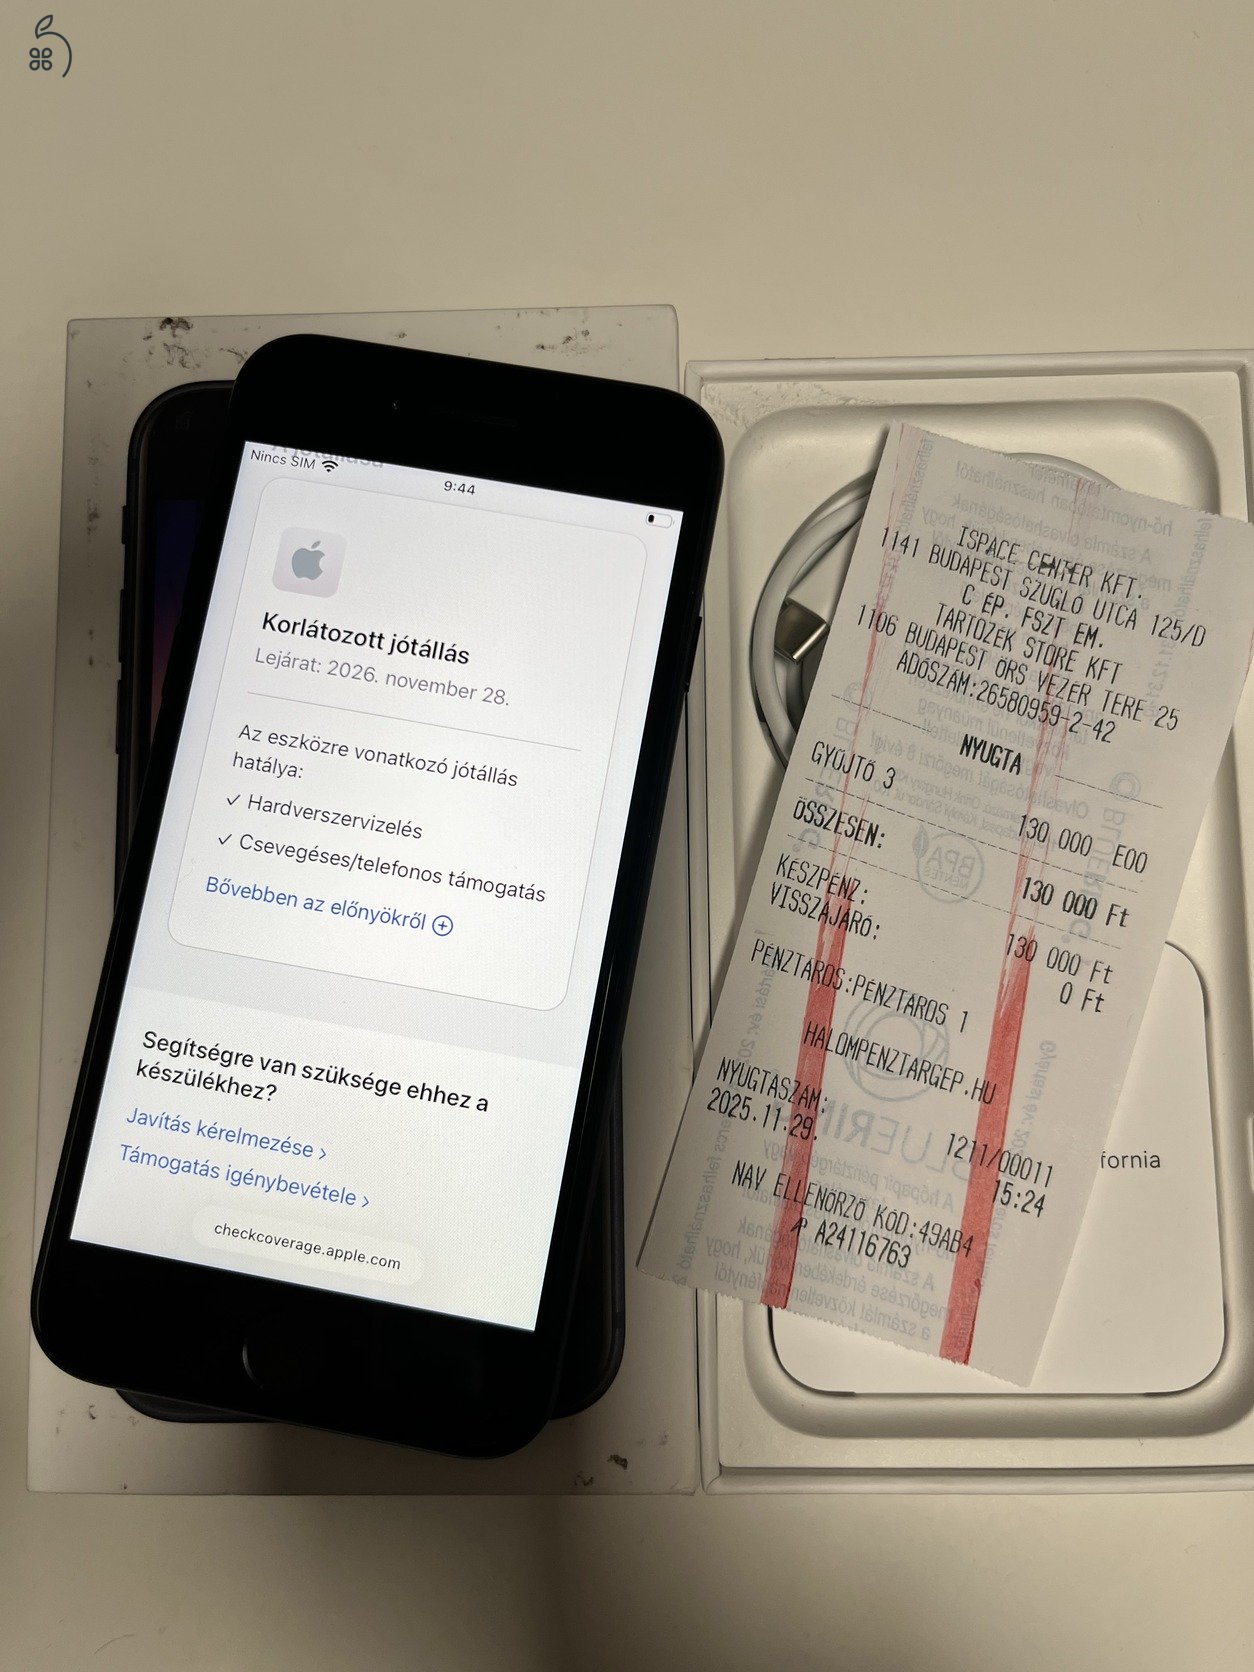 Nincs SIM
9:44
Korlátozott jótállás
Lejárat: 2026. november 28.
Az eszközre vonatkozó jótállás
hatálya:
✓ Hardverszervizelés
✓ Csevegéses/telefonos támogatás
Bővebben az előnyökről
Segítségre van szüksége ehhez a
készülékhez?
Javítás kérelmezése >
Támogatás igénybevétele >
checkcoverage.apple.com
ISPACE CENTER KFT.
1141 BUDAPEST SZUGLÓ UTCA 125/D
C ÉP. FSZT EM.
TARTOZÉK STORE KFT
1106 BUDAPEST ÖRS VEZÉR TERE 25
ADÓSZÁM:26580959-2-42
NYUGTA
GYŰJTŐ 3 130 000 E00
ÖSSZESEN: 130 000 Ft
KÉSZPÉNZ: 130 000 Ft
VISSZAJÁRÓ: 0 Ft
PÉNZTÁROS:PÉNZTÁROS 1
HALOMPENZTARGEP.HU
NYUGTASZÁM: 1211/00011
2025.11.29. 15:24
NAV ELLENŐRZŐ KÓD:49AB4
A24116763
fornia